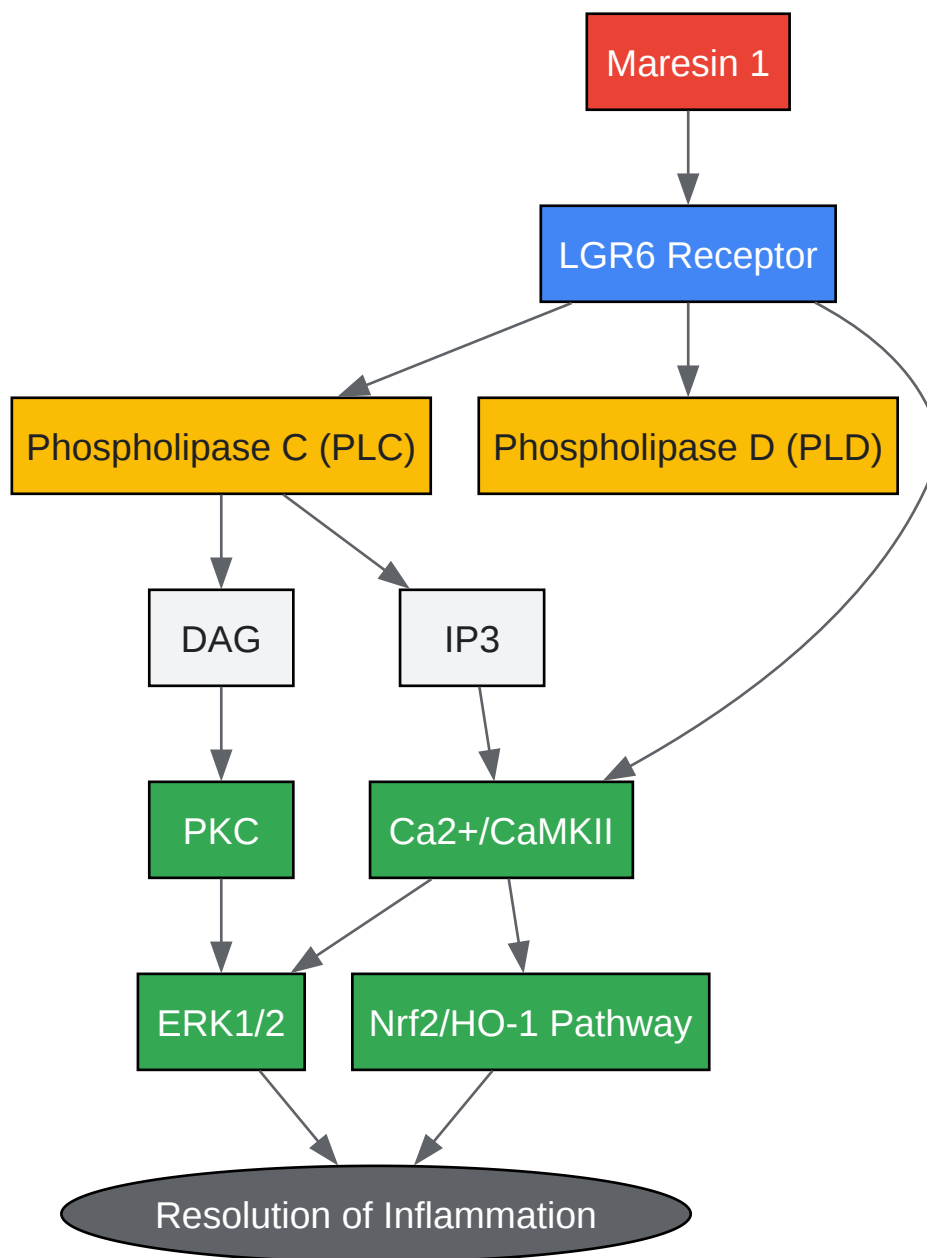 Maresin 1
LGR6 Receptor
Phospholipase C (PLC)
Phospholipase D (PLD)
DAG
IP3
PKC
Ca2+/CaMKII
ERK1/2
Nrf2/HO-1 Pathway
Resolution of Inflammation